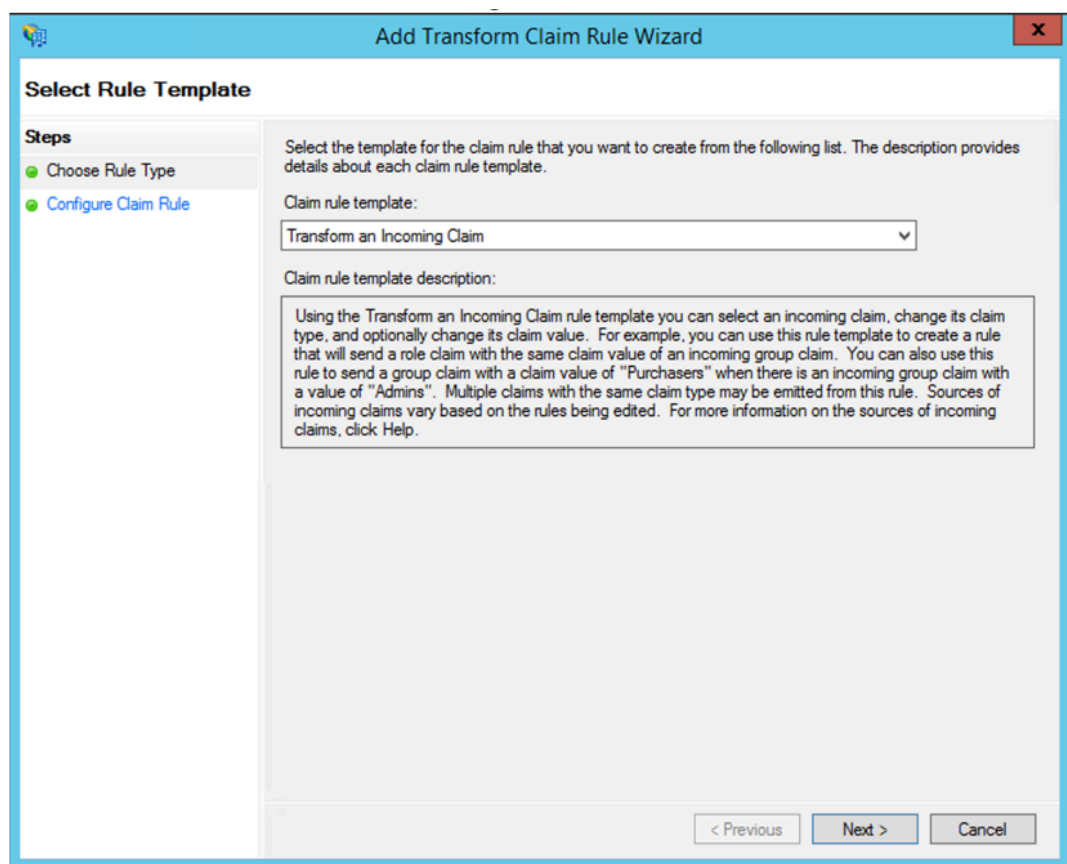 Add Transform Claim Rule Wizard
x
Select Rule Template
Steps
Choose Rule Type
Configure Claim Rule
Select the template for the claim rule that you want to create from the following list. The description provides
details about each claim rule template.
Claim rule template:
Transform an Incoming Claim
Claim rule template description:
Using the Transform an Incoming Claim rule template you can select an incoming claim, change its claim
type, and optionally change its claim value. For example, you can use this rule template to create a rule
that will send a role claim with the same claim value of an incoming group claim. You can also use this
rule to send a group claim with a claim value of "Purchasers" when there is an incoming group claim with
a value of "Admins". Multiple claims with the same claim type may be emitted from this rule. Sources of
incoming claims vary based on the rules being edited. For more information on the sources of incoming
claims, click Help.
< Previous
Next >
Cancel